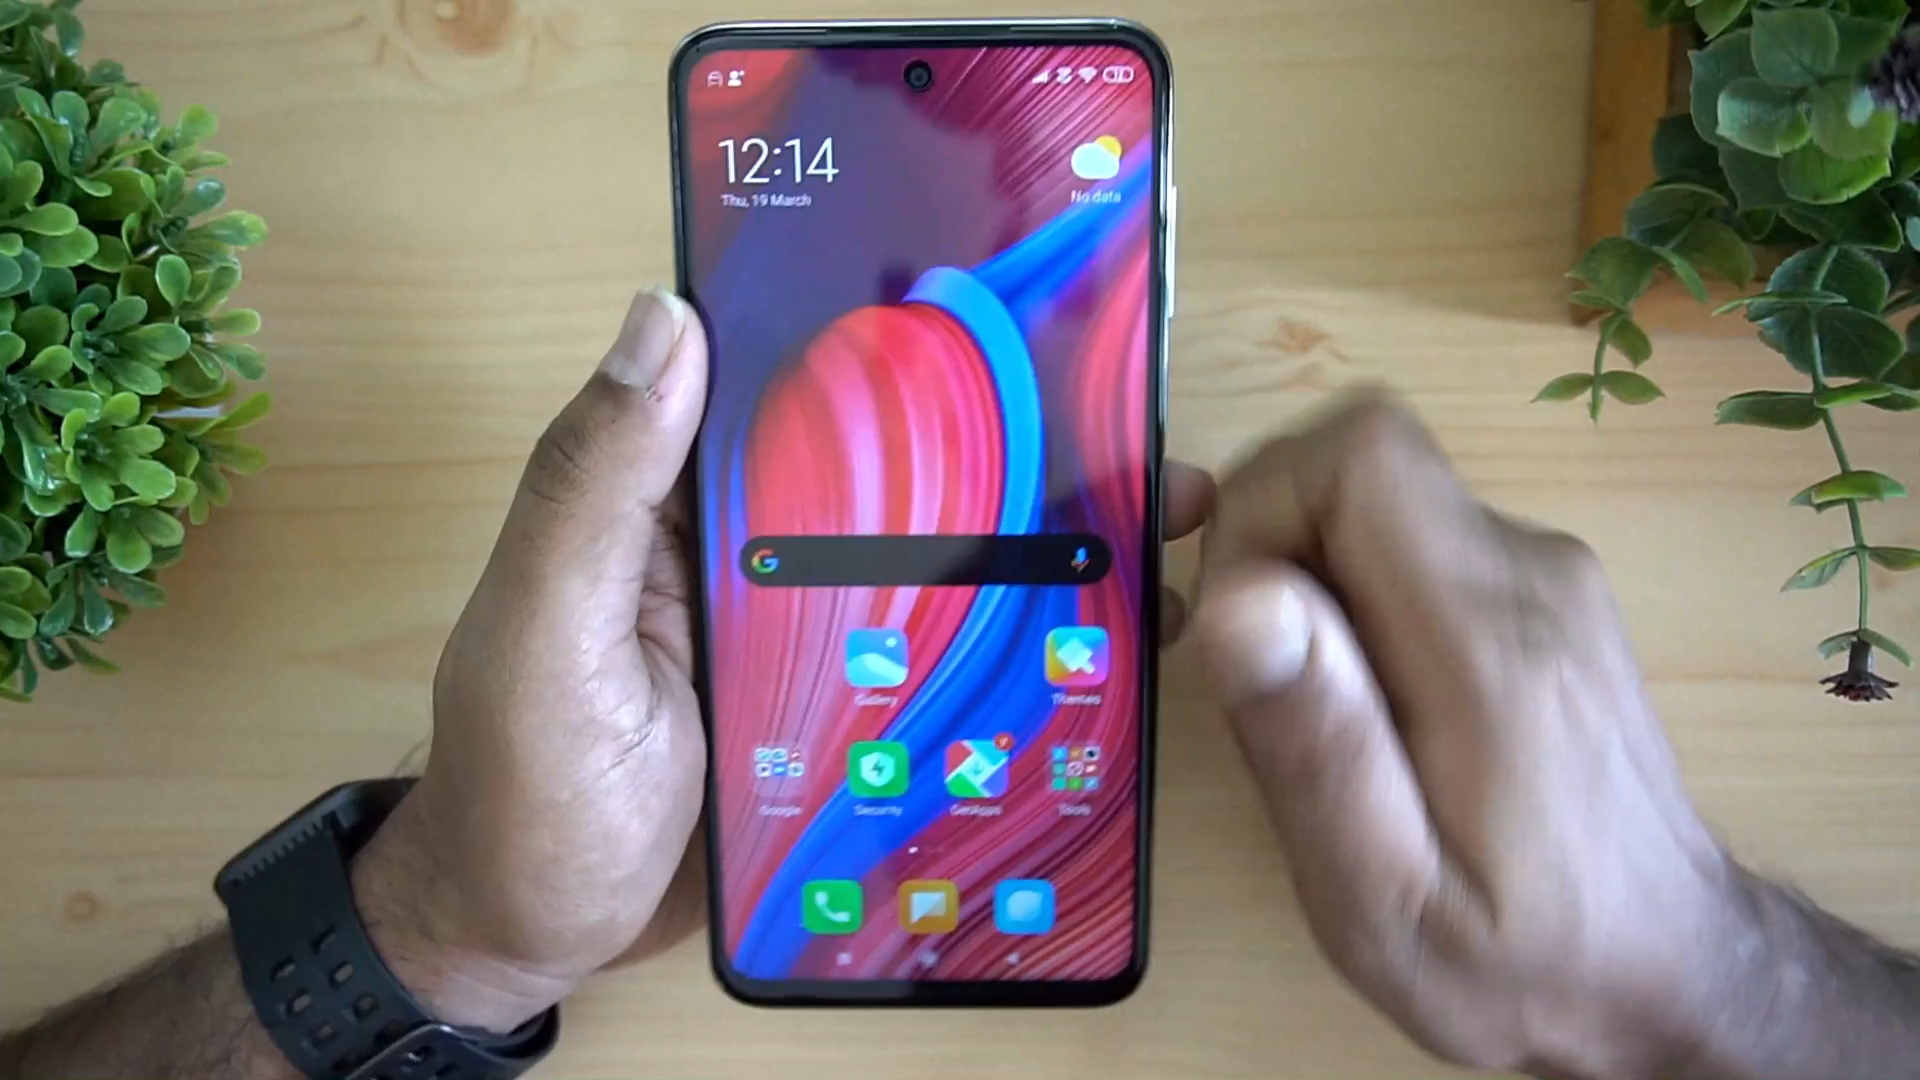 12:14
Thu, 19 March
No data
Gallery
Themes
Google
Security
GetApps
Tools